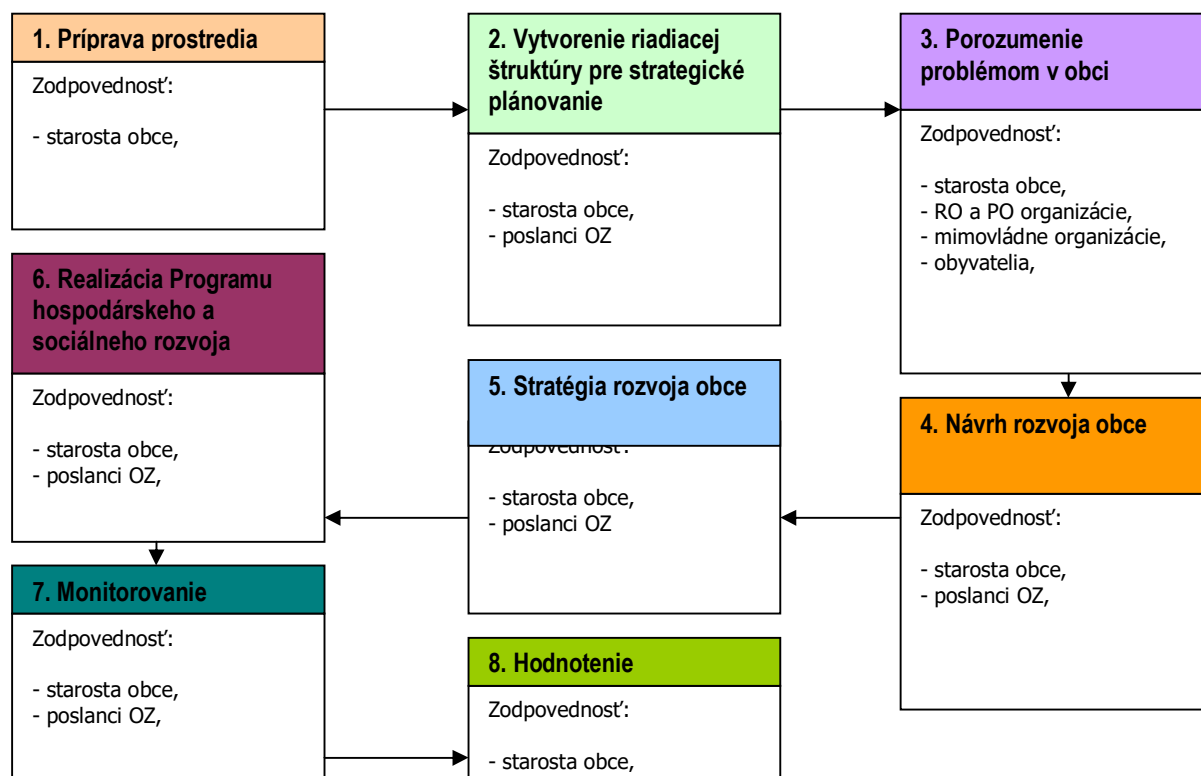 1. Príprava prostredia
Zodpovednosť:
- starosta obce,
2. Vytvorenie riadiacej
štruktúry pre strategické
plánovanie
Zodpovednosť:
- starosta obce,
- poslanci OZ
3. Porozumenie
problémom v obci
Zodpovednosť:
- starosta obce,
- RO a PO organizácie,
- mimovládne organizácie,
- obyvatelia,
4. Návrh rozvoja obce
Zodpovednosť:
- starosta obce,
- poslanci OZ,
5. Stratégia rozvoja obce
Zodpovednosť:
- starosta obce,
- poslanci OZ
6. Realizácia Programu
hospodárskeho a
sociálneho rozvoja
Zodpovednosť:
- starosta obce,
- poslanci OZ,
7. Monitorovanie
Zodpovednosť:
- starosta obce,
- poslanci OZ,
8. Hodnotenie
Zodpovednosť:
- starosta obce,